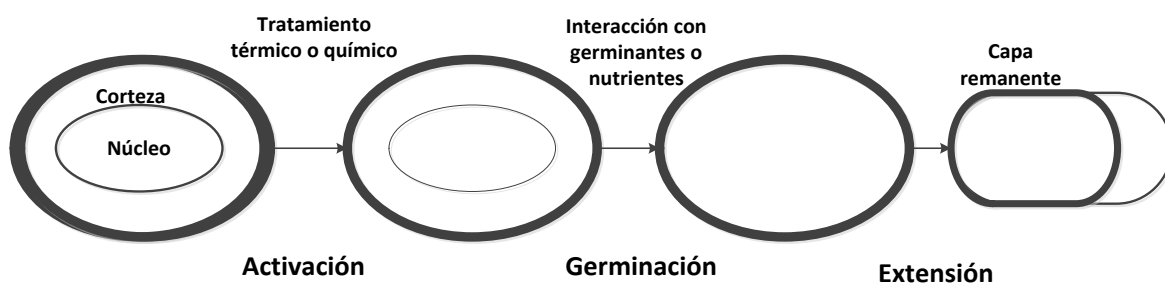 Tratamiento
térmico o químico
Interacción con
germinantes o
nutrientes
Capa
remanente
Corteza
Núcleo
Activación
Germinación
Extensión